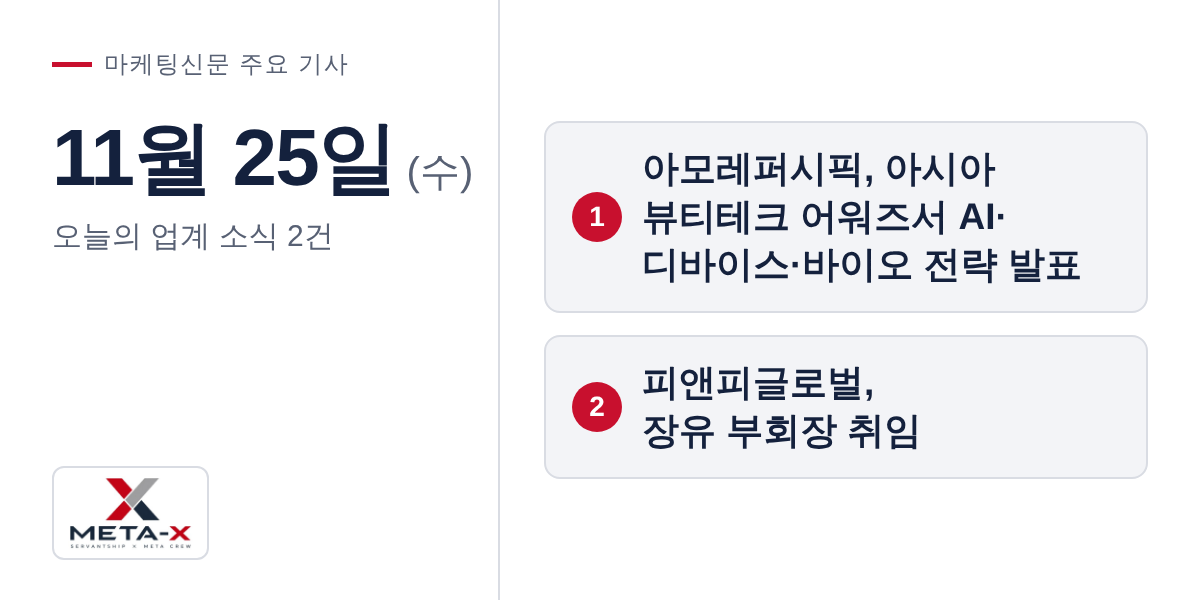 마케팅신문 주요 기사
11월 25일 (수)
오늘의 업계 소식 2건
1
아모레퍼시픽, 아시아
뷰티테크 어워즈서 AI·
디바이스·바이오 전략 발표
2
피앤피글로벌,
장유 부회장 취임
META-X
SERVANTSHIP × META CREW